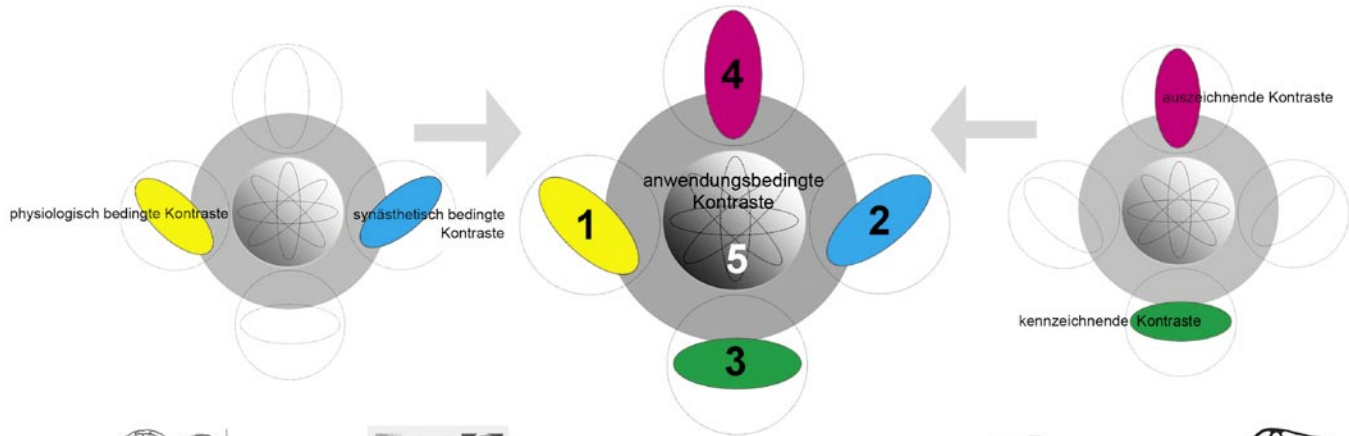 physiologisch bedingte Kontraste
synästhetisch bedingte
Kontraste
4
anwendungsbedingte
Kontraste
1
2
5
3
auszeichnende Kontraste
kennzeichnende Kontraste